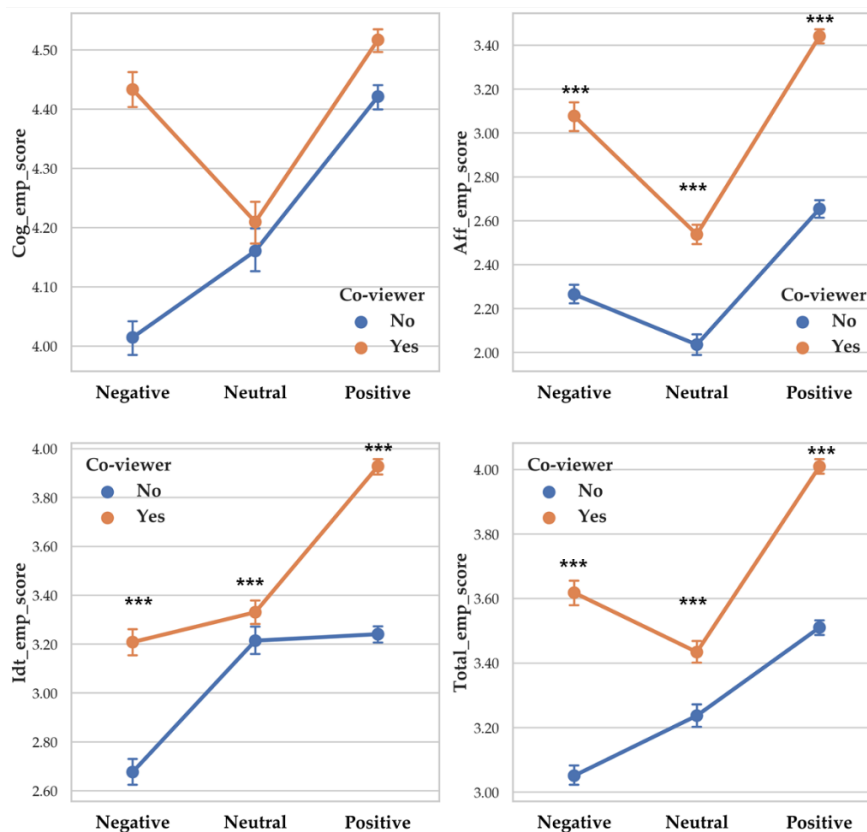 Cog_emp_score
4.50
4.40
4.30
4.20
4.10
4.00
Co-viewer
No
Yes
Negative Neutral Positive
Aff_emp_score
3.40
3.20
3.00
2.80
2.60
2.40
2.20
2.00
***
***
***
Co-viewer
No
Yes
Negative Neutral Positive
Idt_emp_score
4.00
3.80
3.60
3.40
3.20
3.00
2.80
2.60
Co-viewer
No
Yes
***
***
***
Negative Neutral Positive
Total_emp_score
4.00
3.80
3.60
3.40
3.20
3.00
Co-viewer
No
Yes
***
***
***
Negative Neutral Positive